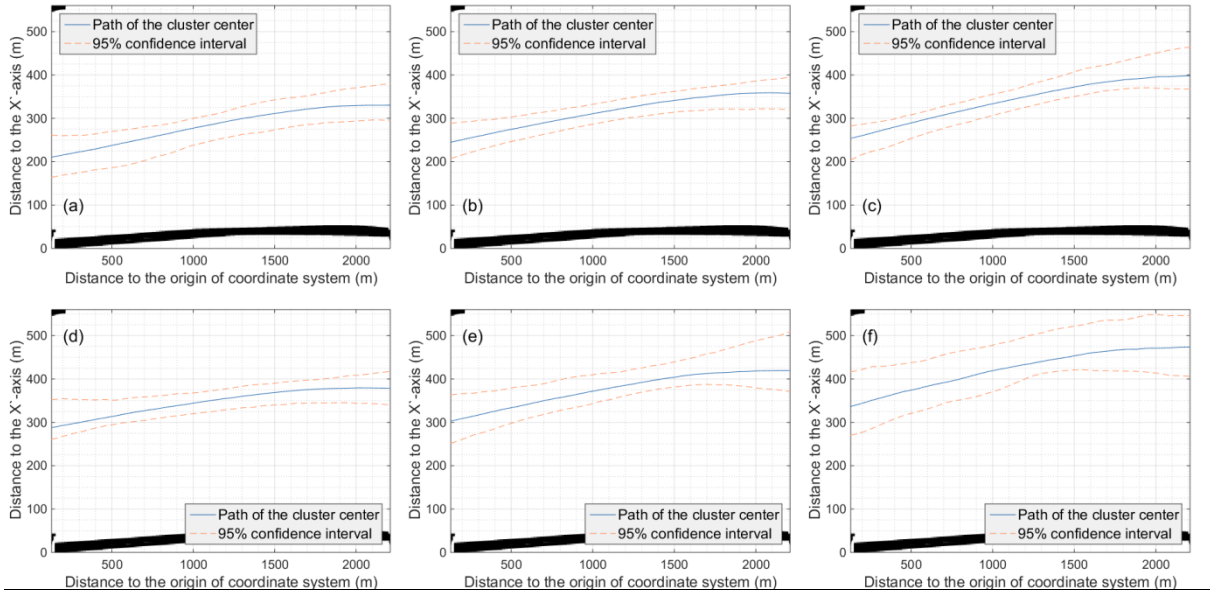 Path of the cluster center
95% confidence interval
500
400
300
200
100
0
Distance to the X`-axis (m)
(a)
500 1000 1500 2000
Distance to the origin of coordinate system (m)
Path of the cluster center
95% confidence interval
500
400
300
200
100
0
Distance to the X`-axis (m)
(b)
500 1000 1500 2000
Distance to the origin of coordinate system (m)
Path of the cluster center
95% confidence interval
500
400
300
200
100
0
Distance to the X`-axis (m)
(c)
500 1000 1500 2000
Distance to the origin of coordinate system (m)
(d)
500
400
300
200
100
0
Distance to the X`-axis (m)
Path of the cluster center
95% confidence interval
500 1000 1500 2000
Distance to the origin of coordinate system (m)
(e)
500
400
300
200
100
0
Distance to the X`-axis (m)
Path of the cluster center
95% confidence interval
500 1000 1500 2000
Distance to the origin of coordinate system (m)
(f)
500
400
300
200
100
0
Distance to the X`-axis (m)
Path of the cluster center
95% confidence interval
500 1000 1500 2000
Distance to the origin of coordinate system (m)